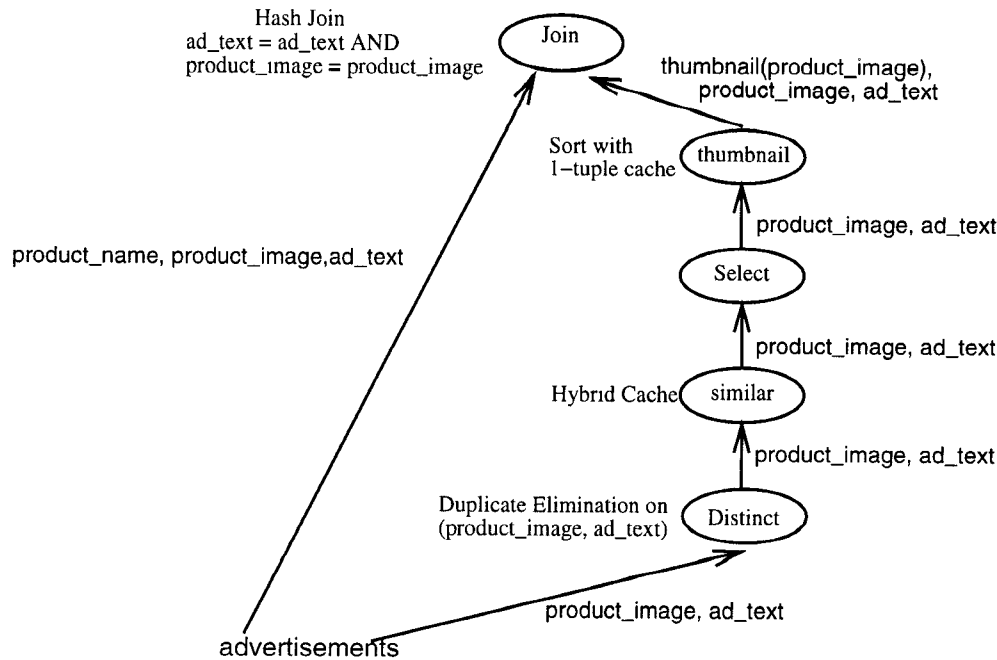 Hash Join
ad_text = ad_text AND
product_ımage = product_image
Join
thumbnail(product_image),
product_image, ad_text
Sort with
1−tuple cache
thumbnail
product_image, ad_text
product_name, product_image,ad_text
Select
product_image, ad_text
Hybrıd Cache
similar
product_image, ad_text
Duplicate Elimination on
(product_image, ad_text)
Distinct
product_image, ad_text
advertisements